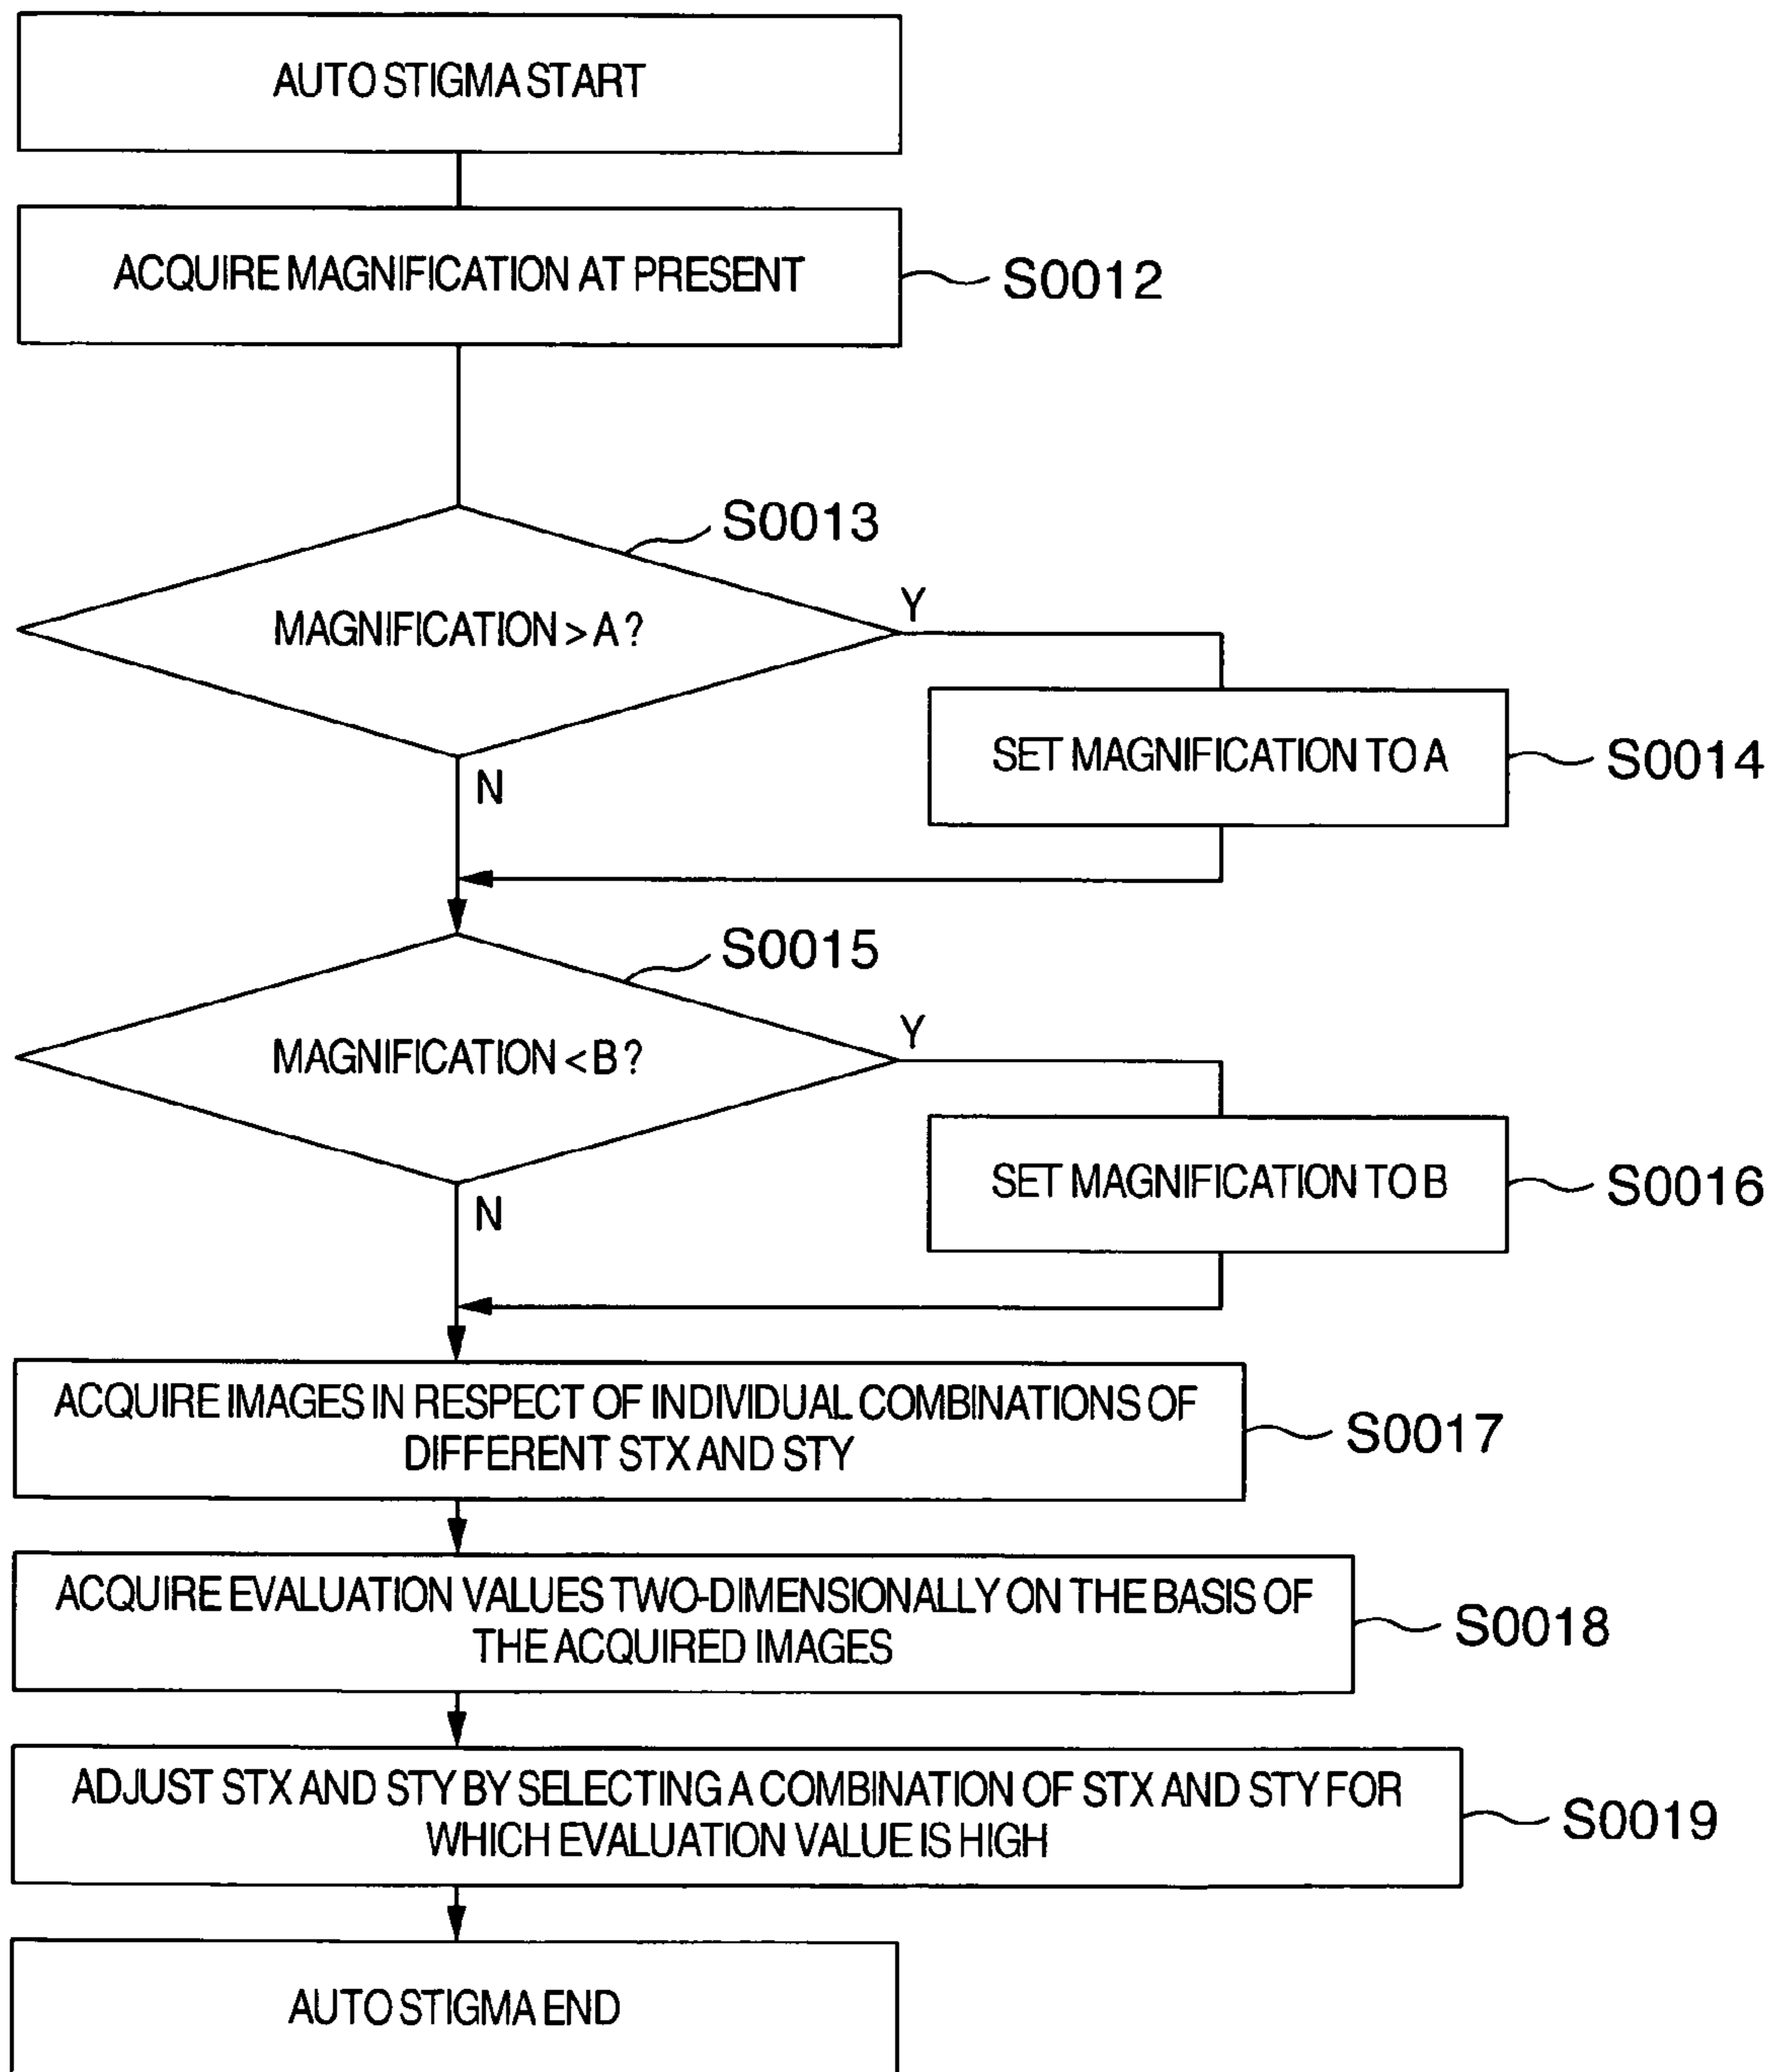 AUTO STIGMA START
ACQUIRE MAGNIFICATION AT PRESENT
S0012
S0013
MAGNIFICATION > A ?
Y
SET MAGNIFICATION TO A
S0014
N
S0015
MAGNIFICATION < B ?
Y
SET MAGNIFICATION TO B
S0016
N
ACQUIRE IMAGES IN RESPECT OF INDIVIDUAL COMBINATIONS OF
DIFFERENT STX AND STY
S0017
ACQUIRE EVALUATION VALUES TWO-DIMENSIONALLY ON THE BASIS OF
THE ACQUIRED IMAGES
S0018
ADJUST STX AND STY BY SELECTING A COMBINATION OF STX AND STY FOR
WHICH EVALUATION VALUE IS HIGH
S0019
AUTO STIGMA END